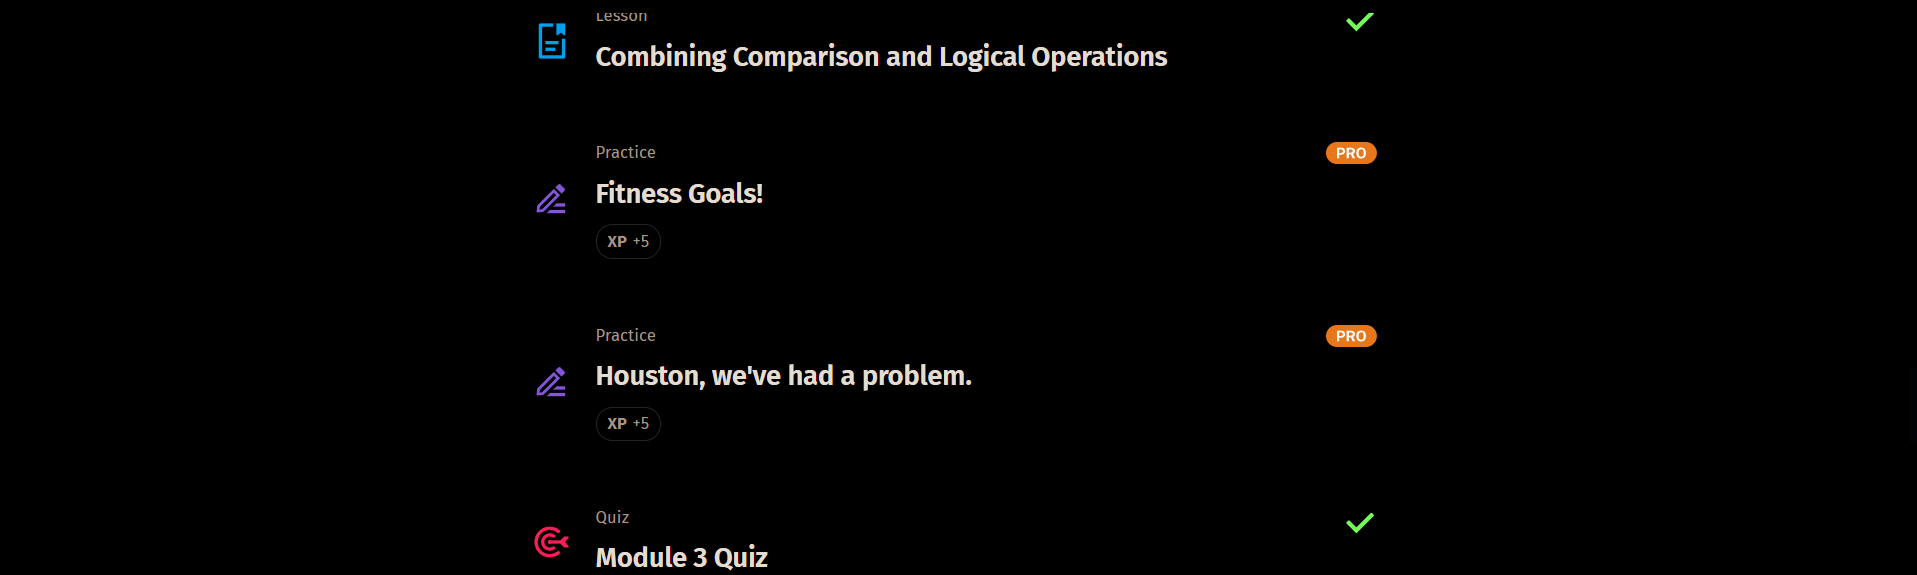 Lesson
Combining Comparison and Logical Operations
Practice
PRO
Fitness Goals!
XP +5
Practice
PRO
Houston, we've had a problem.
XP +5
Quiz
Module 3 Quiz